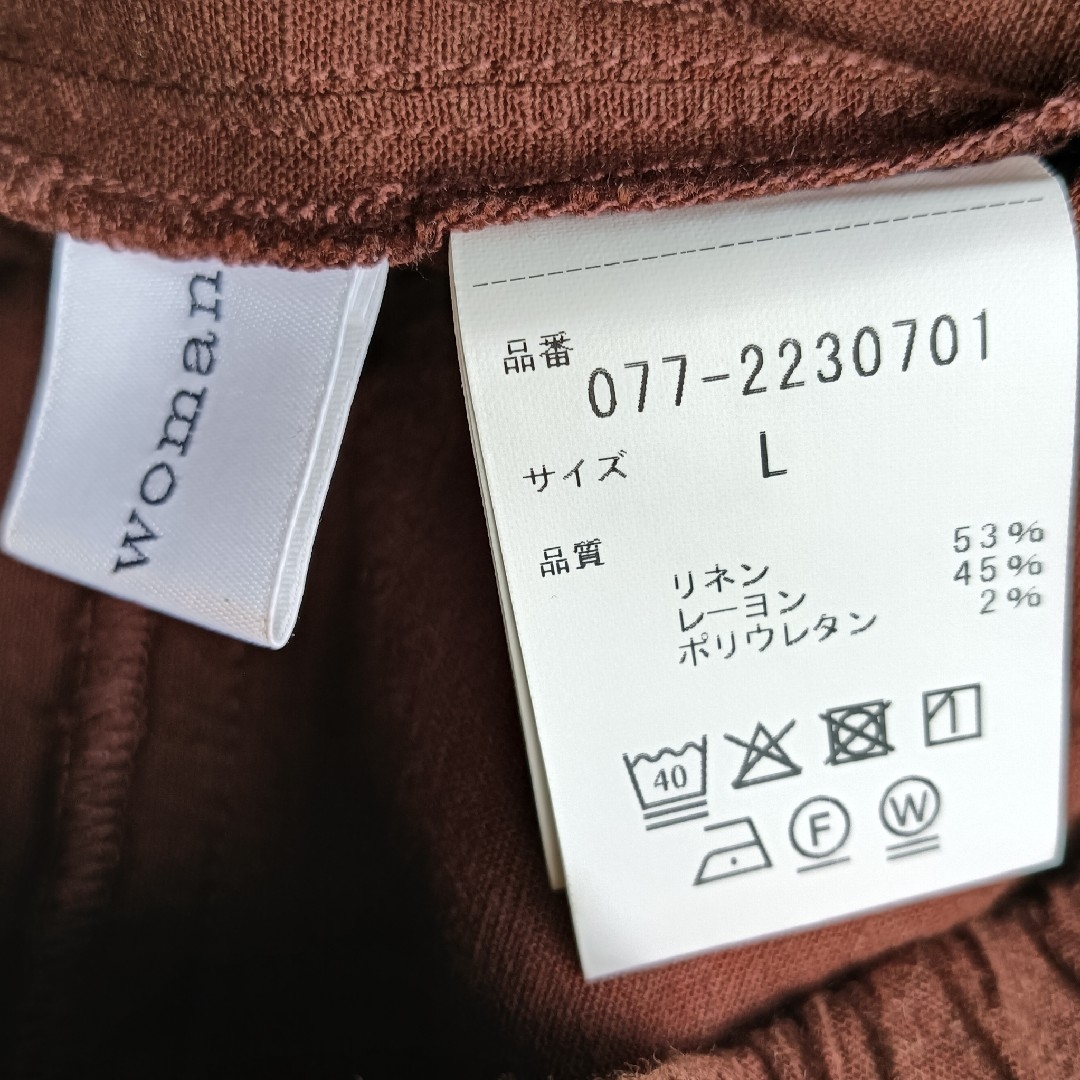 woman
品番 077-2230701
サイズ L
品質
リネン 53%
レーヨン 45%
ポリウレタン 2%
40
F W